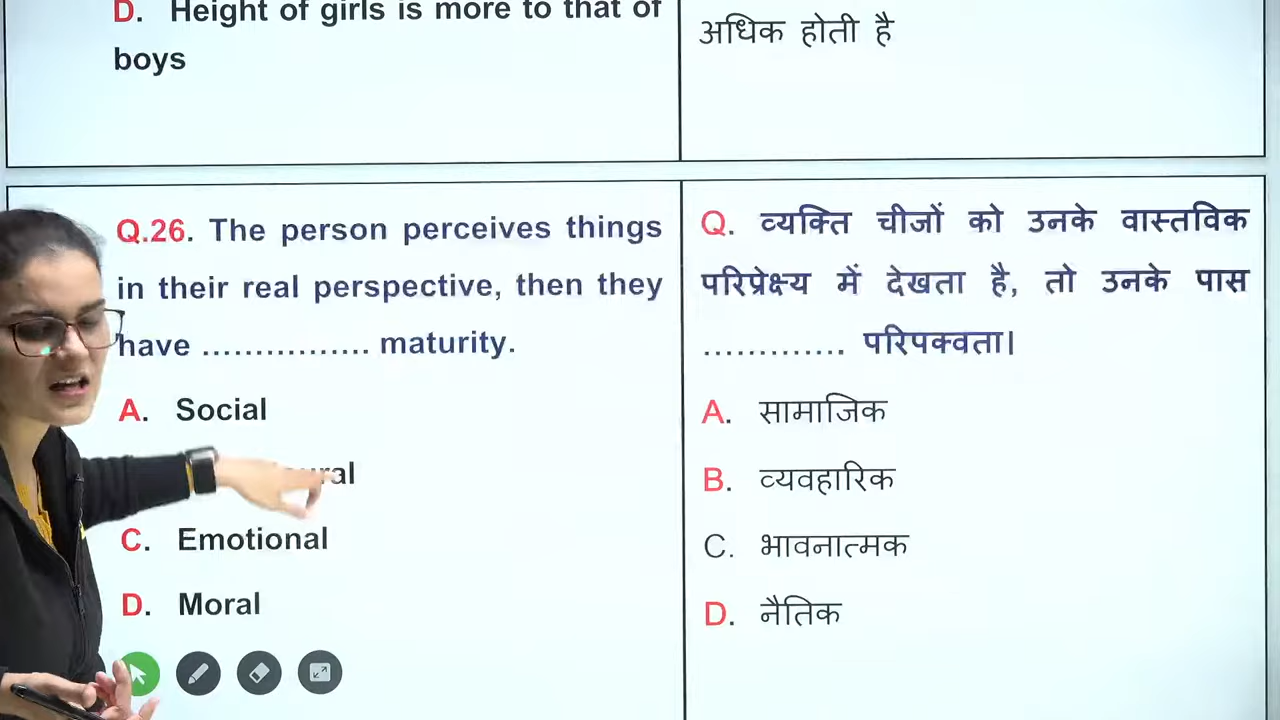 D. Height of girls is more to that of
boys
अधिक होती है
Q.26. The person perceives things
in their real perspective, then they
have ................ maturity.
A. Social
C. Emotional
D. Moral
Q. व्यक्ति चीजों को उनके वास्तविक
परिप्रेक्ष्य में देखता है, तो उनके पास
............. परिपक्वता।
A. सामाजिक
B. व्यवहारिक
C. भावनात्मक
D. नैतिक